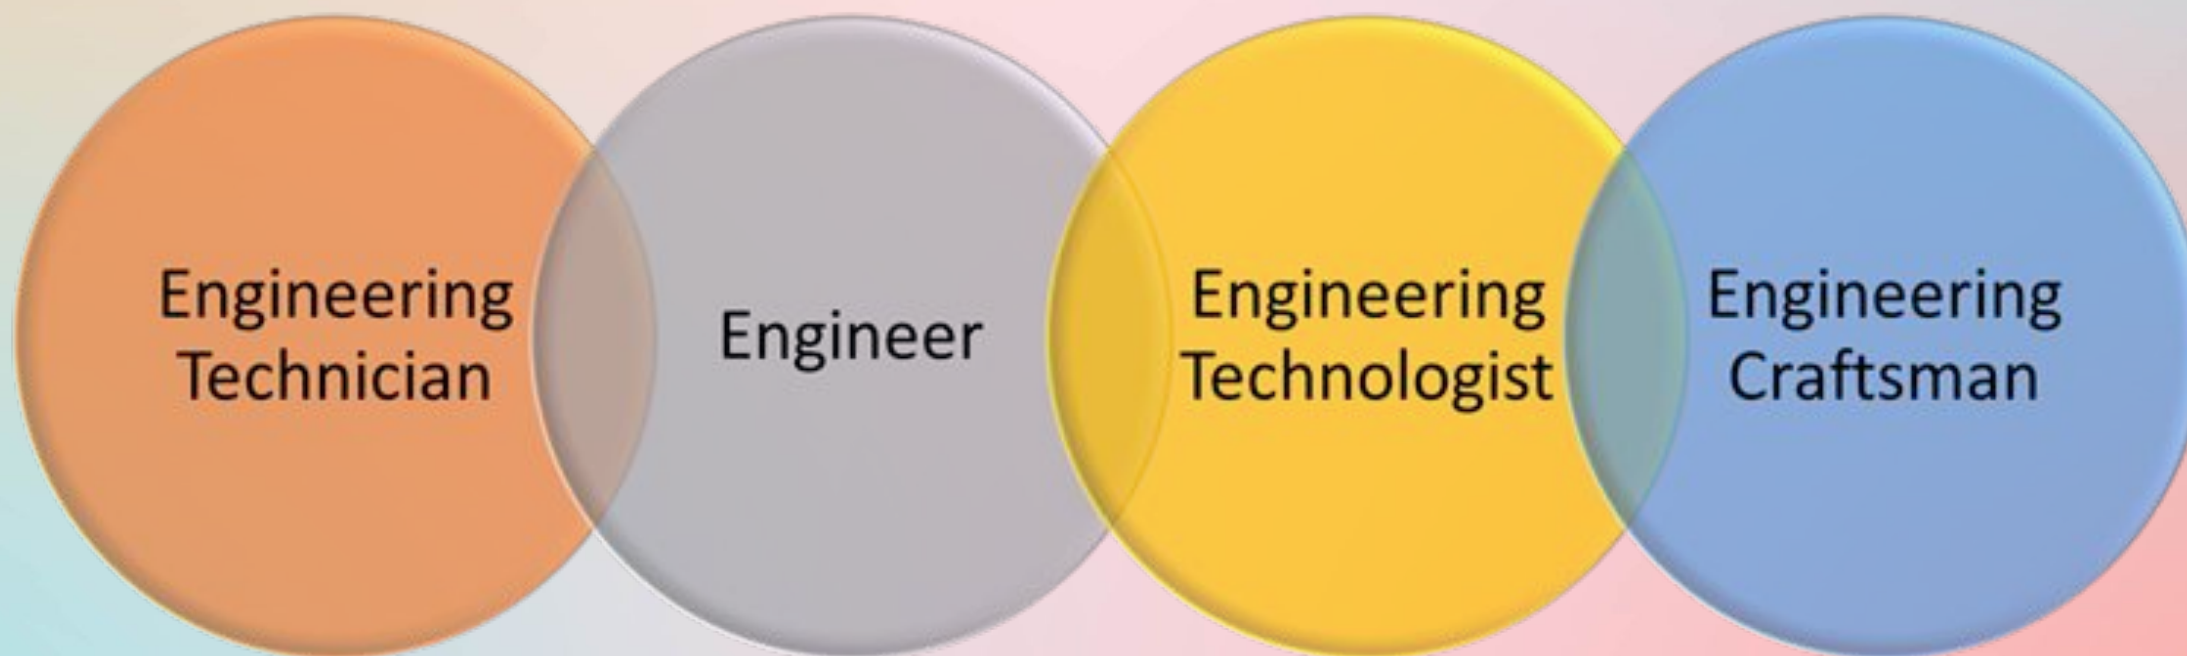 Engineering
Technician
Engineer
Engineering
Technologist
Engineering
Craftsman